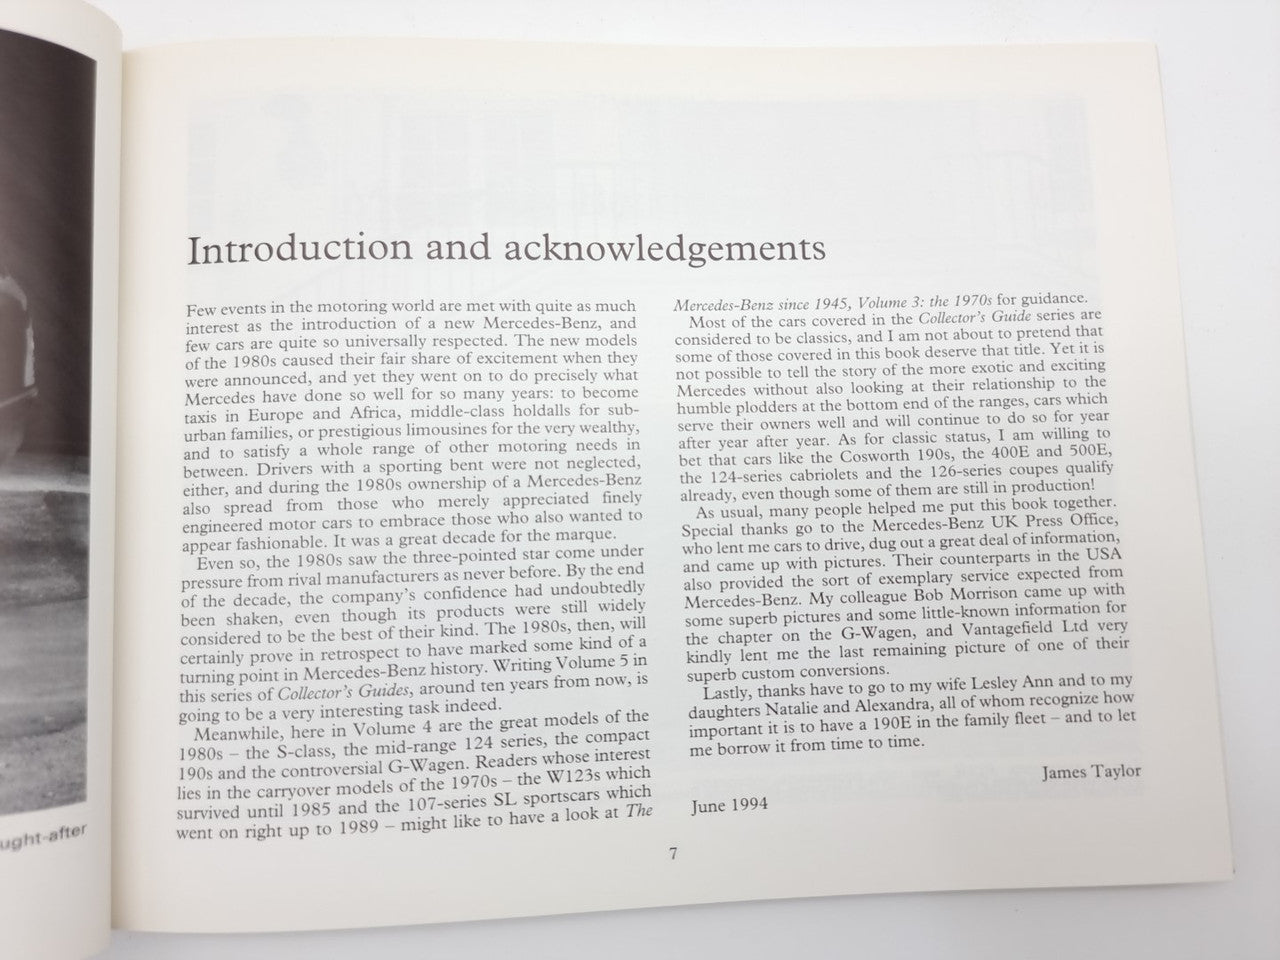 Introduction and acknowledgements
Few events in the motoring world are met with quite as much
interest as the introduction of a new Mercedes-Benz, and
few cars are quite so universally respected. The new models
of the 1980s caused their fair share of excitement when they
were announced, and yet they went on to do precisely what
Mercedes have done so well for so many years: to become
taxis in Europe and Africa, middle-class holdalls for sub-
urban families, or prestigious limousines for the very wealthy,
and to satisfy a whole range of other motoring needs in
between. Drivers with a sporting bent were not neglected,
either, and during the 1980s ownership of a Mercedes-Benz
also spread from those who merely appreciated finely
engineered motor cars to embrace those who also wanted to
appear fashionable. It was a great decade for the marque.
Even so, the 1980s saw the three-pointed star come under
pressure from rival manufacturers as never before. By the end
of the decade, the company's confidence had undoubtedly
been shaken, even though its products were still widely
considered to be the best of their kind. The 1980s, then, will
certainly prove in retrospect to have marked some kind of a
turning point in Mercedes-Benz history. Writing Volume 5 in
this series of Collector's Guides, around ten years from now, is
going to be a very interesting task indeed.
Meanwhile, here in Volume 4 are the great models of the
1980s – the S-class, the mid-range 124 series, the compact
190s and the controversial G-Wagen. Readers whose interest
lies in the carryover models of the 1970s – the W123s which
survived until 1985 and the 107-series SL sportscars which
went on right up to 1989 – might like to have a look at The
Mercedes-Benz since 1945, Volume 3: the 1970s for guidance.
Most of the cars covered in the Collector's Guide series are
considered to be classics, and I am not about to pretend that
some of those covered in this book deserve that title. Yet it is
not possible to tell the story of the more exotic and exciting
Mercedes without also looking at their relationship to the
humble plodders at the bottom end of the ranges, cars which
serve their owners well and will continue to do so for year
after year after year. As for classic status, I am willing to
bet that cars like the Cosworth 190s, the 400E and 500E,
the 124-series cabriolets and the 126-series coupes qualify
already, even though some of them are still in production!
As usual, many people helped me put this book together.
Special thanks go to the Mercedes-Benz UK Press Office,
who lent me cars to drive, dug out a great deal of information,
and came up with pictures. Their counterparts in the USA
also provided the sort of exemplary service expected from
Mercedes-Benz. My colleague Bob Morrison came up with
some superb pictures and some little-known information for
the chapter on the G-Wagen, and Vantagefield Ltd very
kindly lent me the last remaining picture of one of their
superb custom conversions.
Lastly, thanks have to go to my wife Lesley Ann and to my
daughters Natalie and Alexandra, all of whom recognize how
important it is to have a 190E in the family fleet – and to let
me borrow it from time to time.
James Taylor
June 1994
7
ught-after